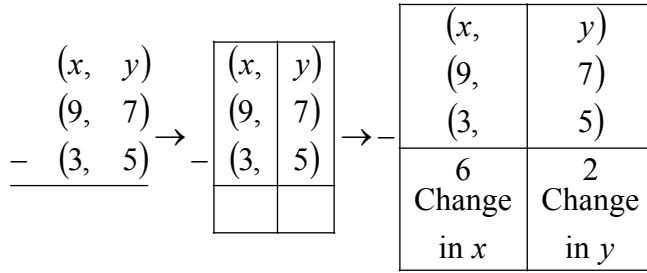 (x, y)
(9, 7)
− (3, 5)
→
(x, y)
(9, 7)
− (3, 5)
→
(x, y)
(9, 7)
− (3, 5)
6 2
Change Change
in x in y